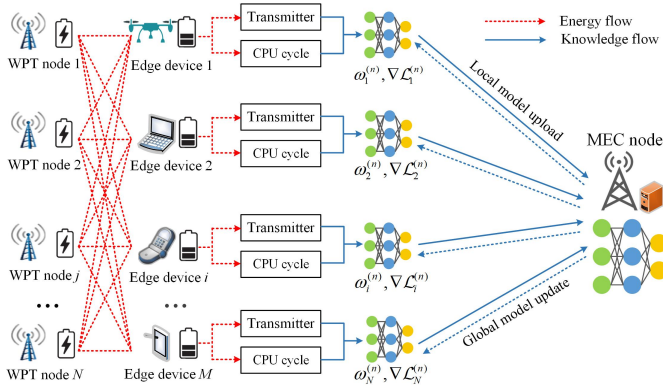 Energy flow
Knowledge flow
WPT node 1
Edge device 1
Transmitter
CPU cycle
ω₁⁽ⁿ⁾, ∇ℒ₁⁽ⁿ⁾
WPT node 2
Edge device 2
Transmitter
CPU cycle
ω₂⁽ⁿ⁾, ∇ℒ₂⁽ⁿ⁾
Local model upload
MEC node
WPT node j
Edge device i
Transmitter
CPU cycle
ωᵢ⁽ⁿ⁾, ∇ℒᵢ⁽ⁿ⁾
•••
•••
WPT node N
Edge device M
Transmitter
CPU cycle
ω_N⁽ⁿ⁾, ∇ℒ_N⁽ⁿ⁾
Global model update